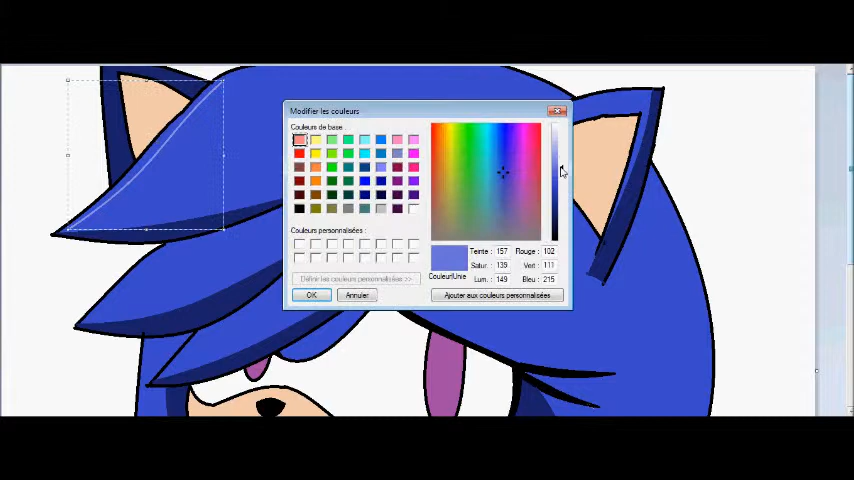 Modifier les couleurs
Couleurs de base :
Couleurs personnalisées :
Définir les couleurs personnalisées >>
OK
Annuler
Couleur|Unie
Teinte : 157
Satur. : 139
Lum. : 149
Rouge : 102
Vert : 111
Bleu : 215
Ajouter aux couleurs personnalisées